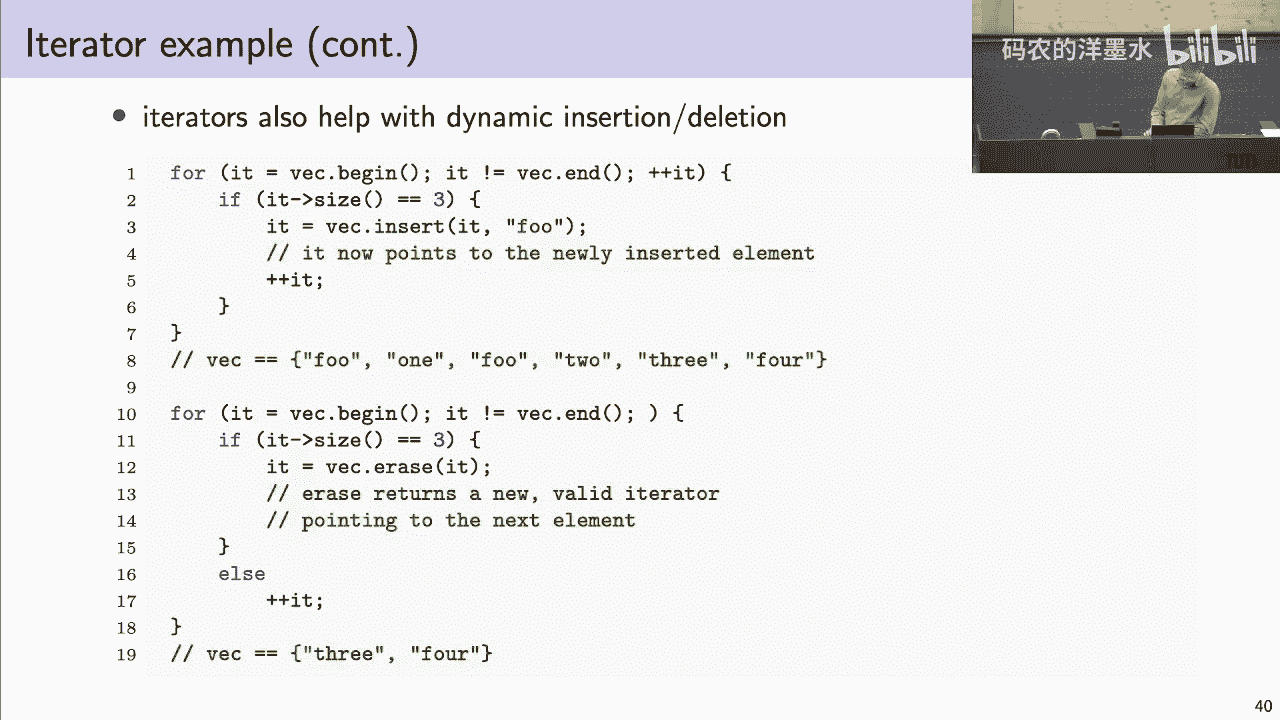 Iterator example (cont.)
码农的洋墨水 bilibili
• iterators also help with dynamic insertion/deletion
1 for (it = vec.begin(); it != vec.end(); ++it) {
2 if (it->size() == 3) {
3 it = vec.insert(it, "foo");
4 // it now points to the newly inserted element
5 ++it;
6 }
7 }
8 // vec == {"foo", "one", "foo", "two", "three", "four"}
9
10 for (it = vec.begin(); it != vec.end(); ) {
11 if (it->size() == 3) {
12 it = vec.erase(it);
13 // erase returns a new, valid iterator
14 // pointing to the next element
15 }
16 else
17 ++it;
18 }
19 // vec == {"three", "four"}
40